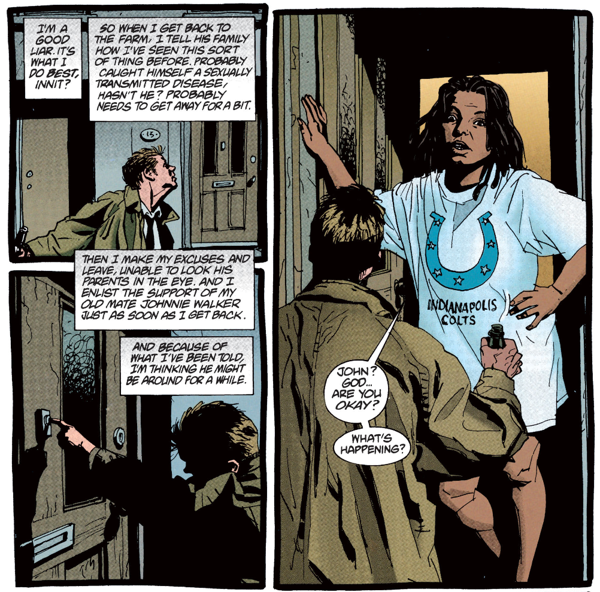 I'M A
GOOD
LIAR. IT'S
WHAT I
DO BEST,
INNIT?
SO WHEN I GET BACK TO
THE FARM, I TELL HIS FAMILY
HOW I'VE SEEN THIS SORT
OF THING BEFORE. PROBABLY
CAUGHT HIMSELF A SEXUALLY
TRANSMITTED DISEASE,
HASN'T HE? PROBABLY
NEEDS TO GET AWAY FOR A BIT.
15
THEN I MAKE MY EXCUSES AND
LEAVE, UNABLE TO LOOK HIS
PARENTS IN THE EYE. AND I
ENLIST THE SUPPORT OF MY
OLD MATE JOHNNIE WALKER
JUST AS SOON AS I GET BACK.
AND BECAUSE OF
WHAT I'VE BEEN TOLD,
I'M THINKING HE MIGHT
BE AROUND FOR A WHILE.
INDIANAPOLIS
COLTS
JOHN?
GOD...
ARE YOU
OKAY?
WHAT'S
HAPPENING?